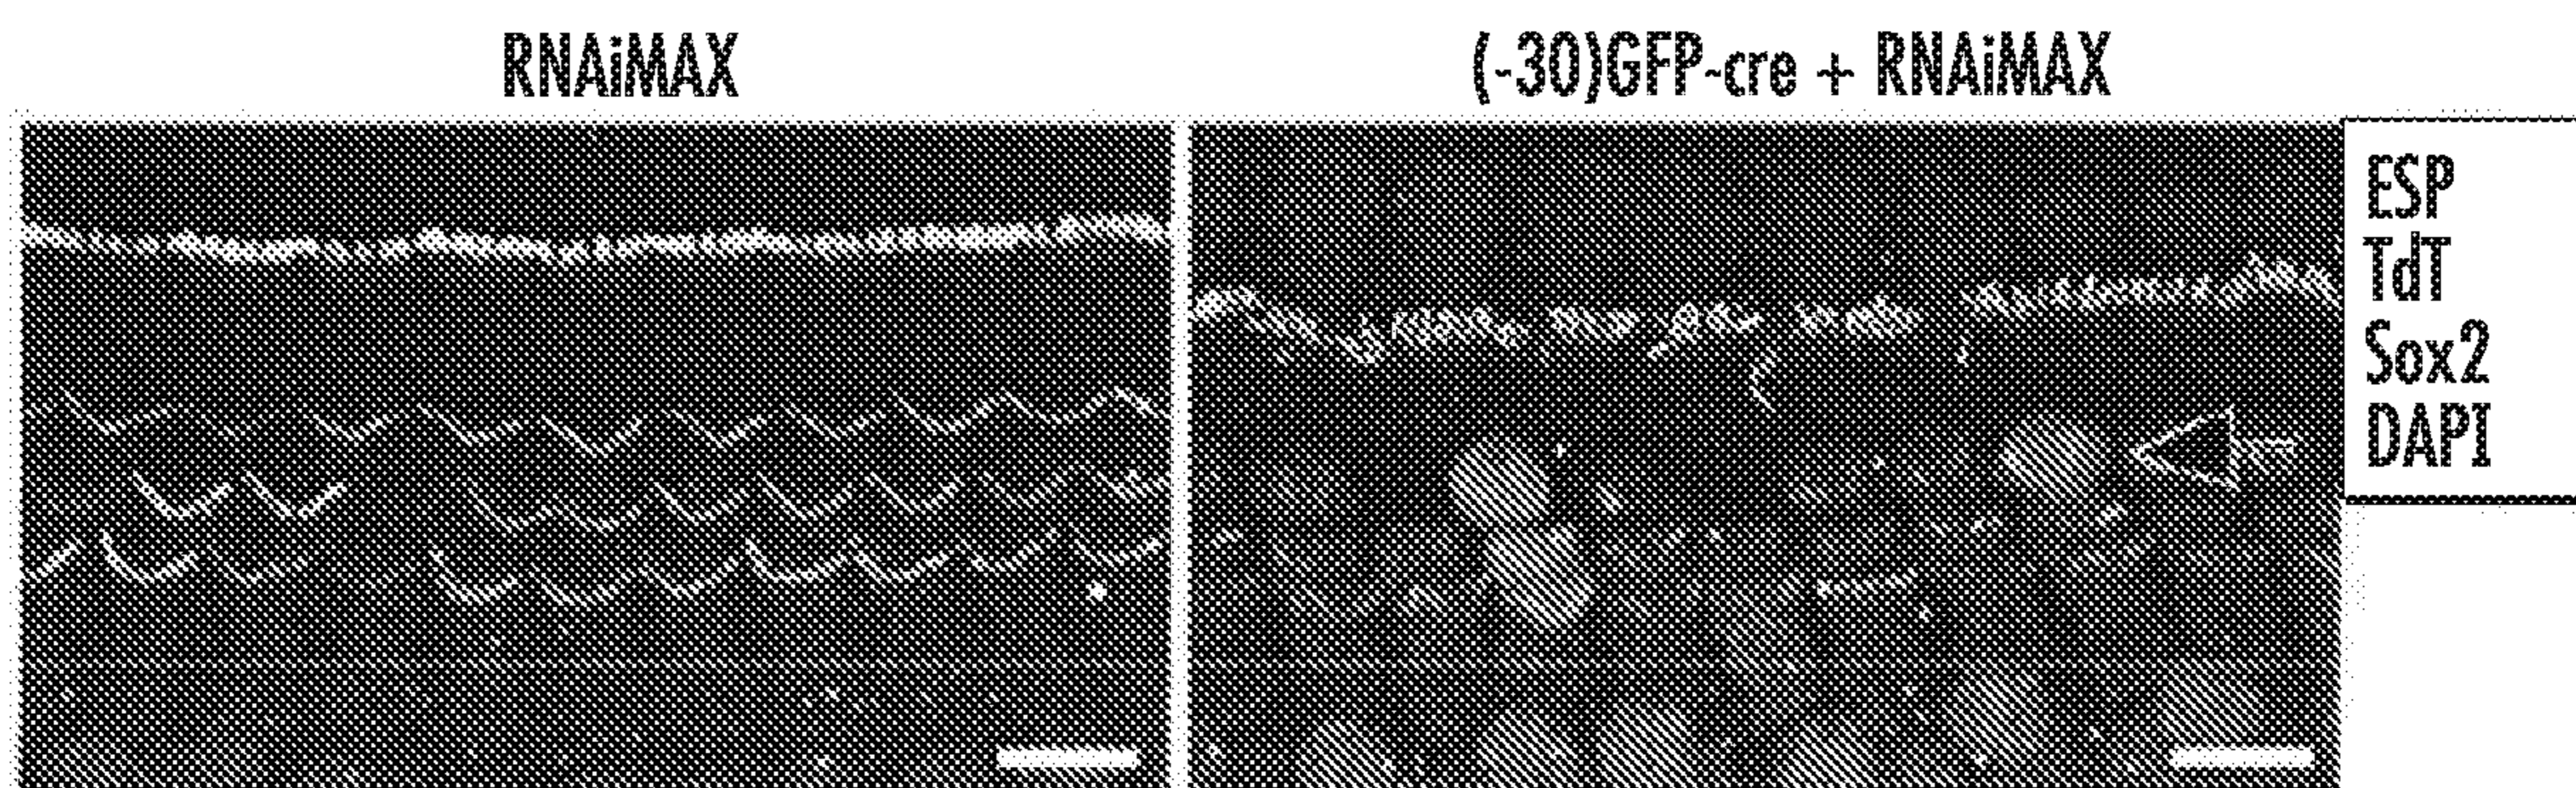 RNAiMAX
(-30)GFP-cre + RNAiMAX
ESP
TdT
Sox2
DAPI